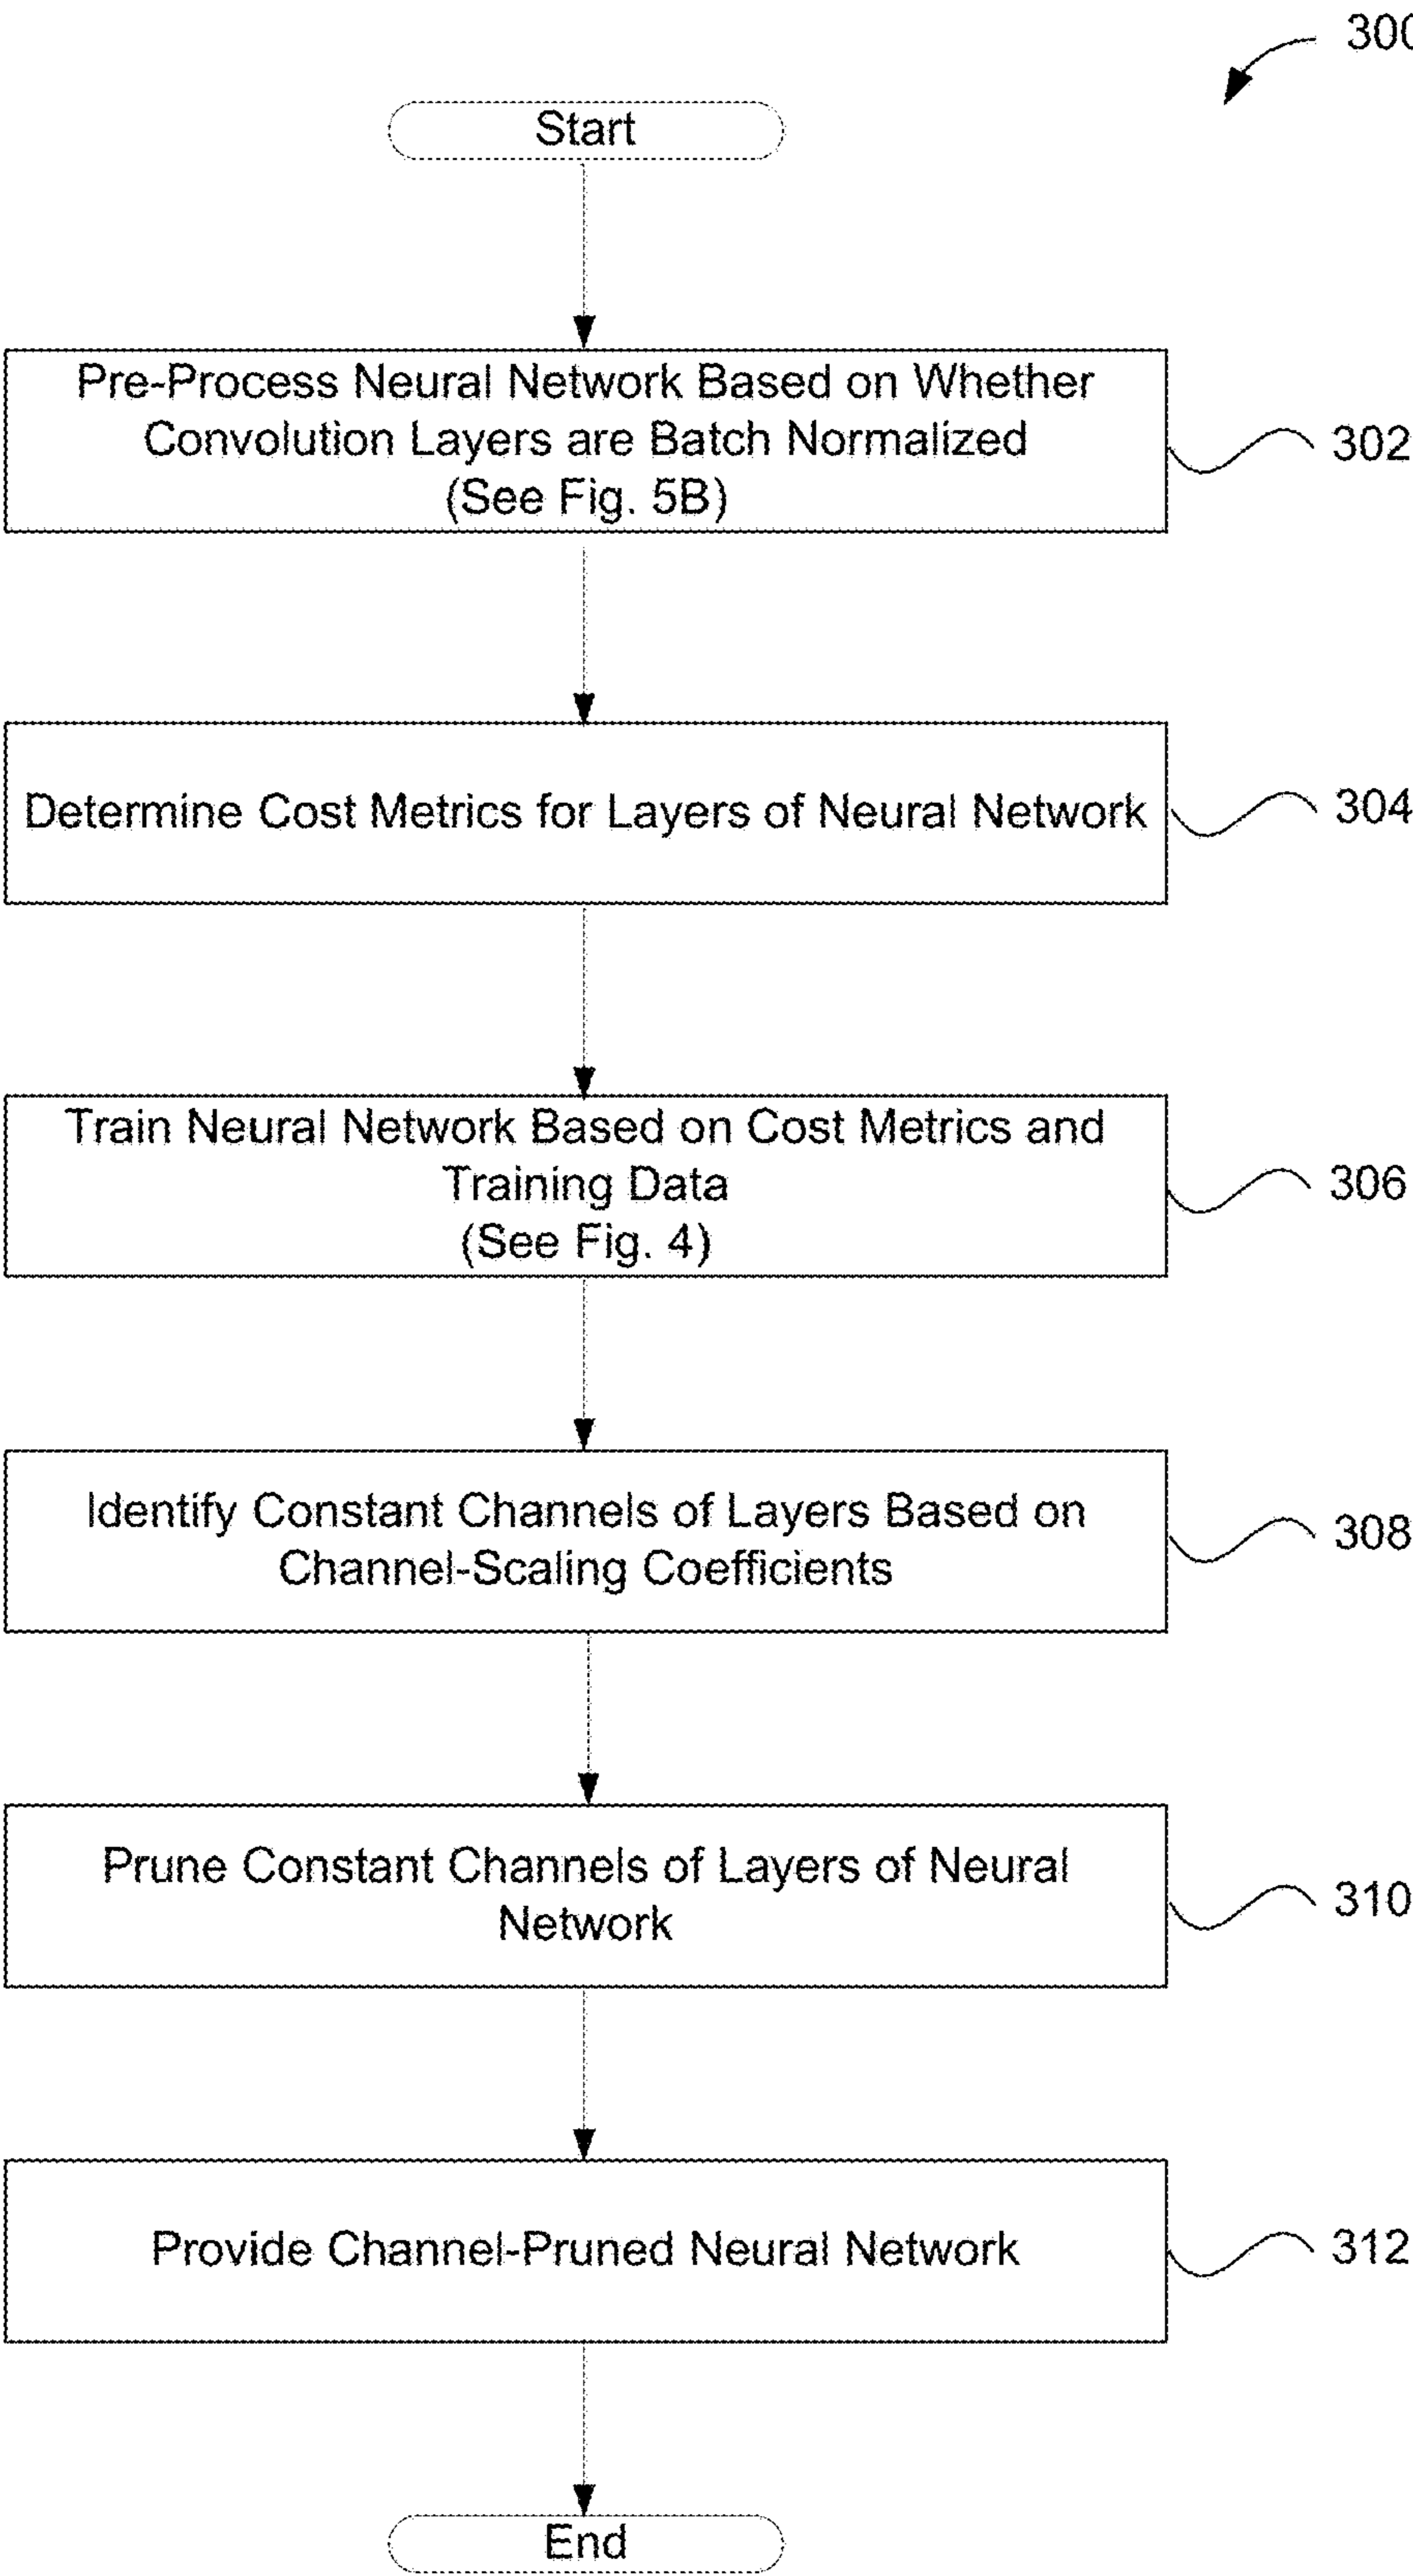 300
Start
Pre-Process Neural Network Based on Whether
Convolution Layers are Batch Normalized
(See Fig. 5B)
302
Determine Cost Metrics for Layers of Neural Network
304
Train Neural Network Based on Cost Metrics and
Training Data
(See Fig. 4)
306
Identify Constant Channels of Layers Based on
Channel-Scaling Coefficients
308
Prune Constant Channels of Layers of Neural
Network
310
Provide Channel-Pruned Neural Network
312
End